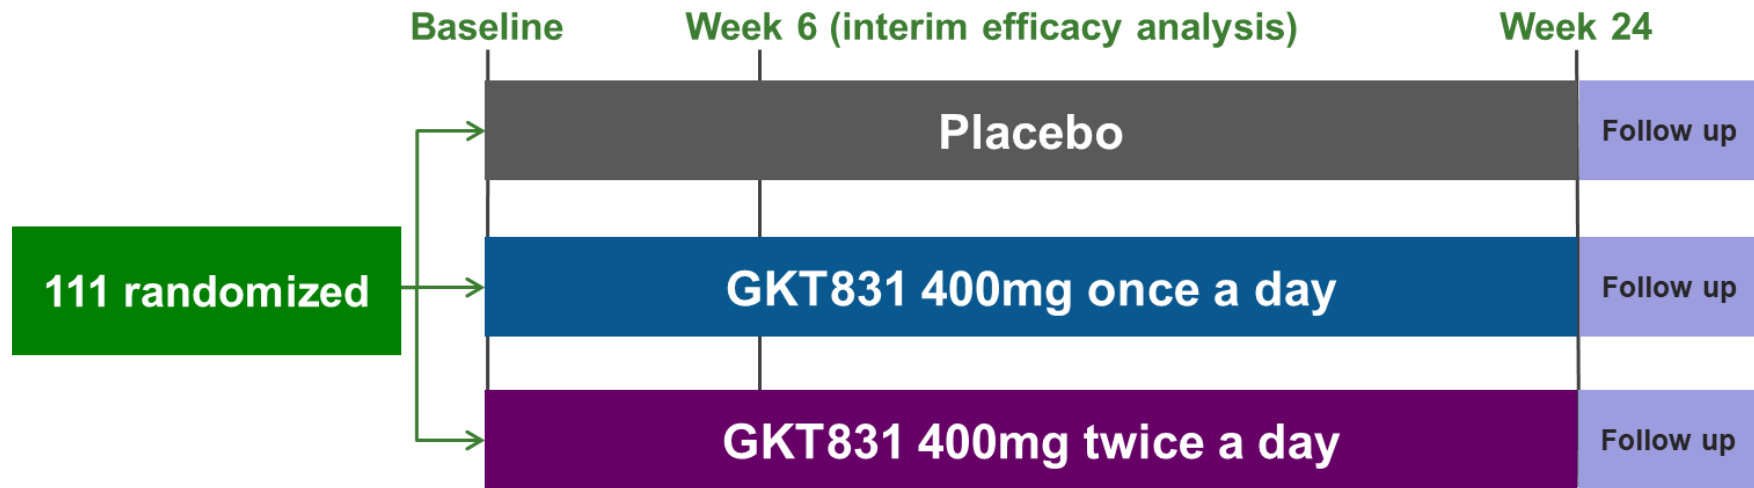 Baseline
Week 6 (interim efficacy analysis)
Week 24
Placebo
Follow up
111 randomized
GKT831 400mg once a day
Follow up
GKT831 400mg twice a day
Follow up